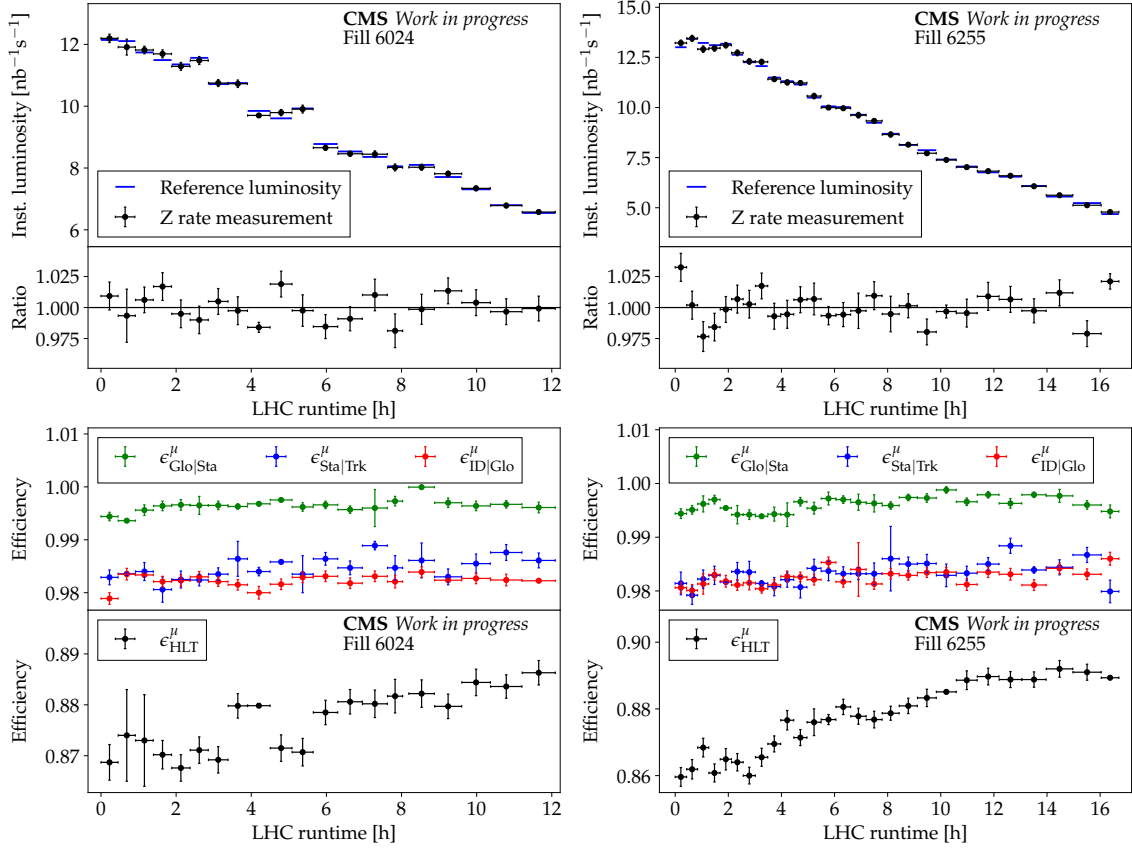 CMS Work in progress
Fill 6024
Inst. luminosity [nb⁻¹s⁻¹]
12
10
8
6
Reference luminosity
Z rate measurement
Ratio
1.025
1.000
0.975
0 2 4 6 8 10 12
LHC runtime [h]
CMS Work in progress
Fill 6255
Inst. luminosity [nb⁻¹s⁻¹]
15.0
12.5
10.0
7.5
5.0
Reference luminosity
Z rate measurement
Ratio
1.025
1.000
0.975
0 2 4 6 8 10 12 14 16
LHC runtime [h]
Efficiency
1.01
1.00
0.99
0.98
ϵ^μ_Glo|Sta ϵ^μ_Sta|Trk ϵ^μ_ID|Glo
CMS Work in progress
Fill 6024
ϵ^μ_HLT
Efficiency
0.89
0.88
0.87
0 2 4 6 8 10 12
LHC runtime [h]
Efficiency
1.01
1.00
0.99
0.98
ϵ^μ_Glo|Sta ϵ^μ_Sta|Trk ϵ^μ_ID|Glo
CMS Work in progress
Fill 6255
ϵ^μ_HLT
Efficiency
0.90
0.88
0.86
0 2 4 6 8 10 12 14 16
LHC runtime [h]